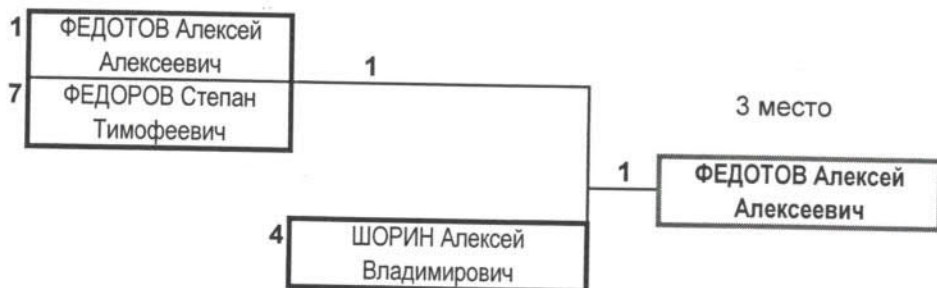 1 ФЕДОТОВ Алексей
Алексеевич
1
7 ФЕДОРОВ Степан
Тимофеевич
3 место
1
ФЕДОТОВ Алексей
Алексеевич
4 ШОРИН Алексей
Владимирович